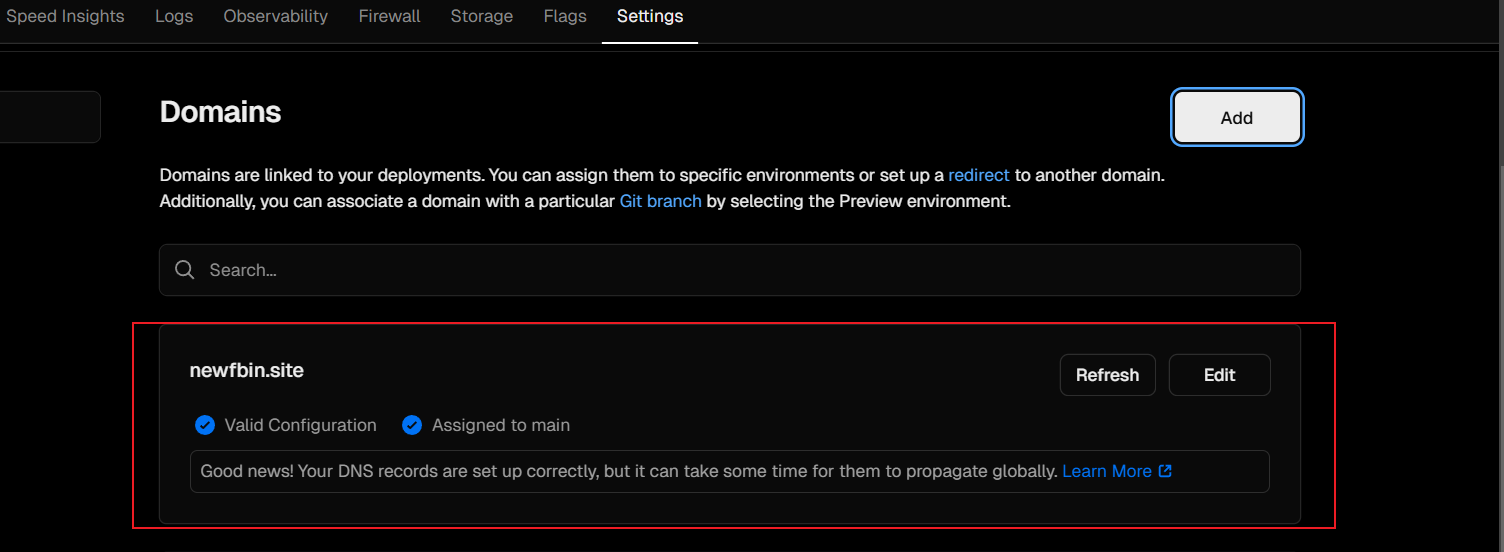 Speed Insights Logs Observability Firewall Storage Flags Settings
Domains
Add
Domains are linked to your deployments. You can assign them to specific environments or set up a redirect to another domain.
Additionally, you can associate a domain with a particular Git branch by selecting the Preview environment.
Search...
newfbin.site
Refresh Edit
Valid Configuration Assigned to main
Good news! Your DNS records are set up correctly, but it can take some time for them to propagate globally. Learn More